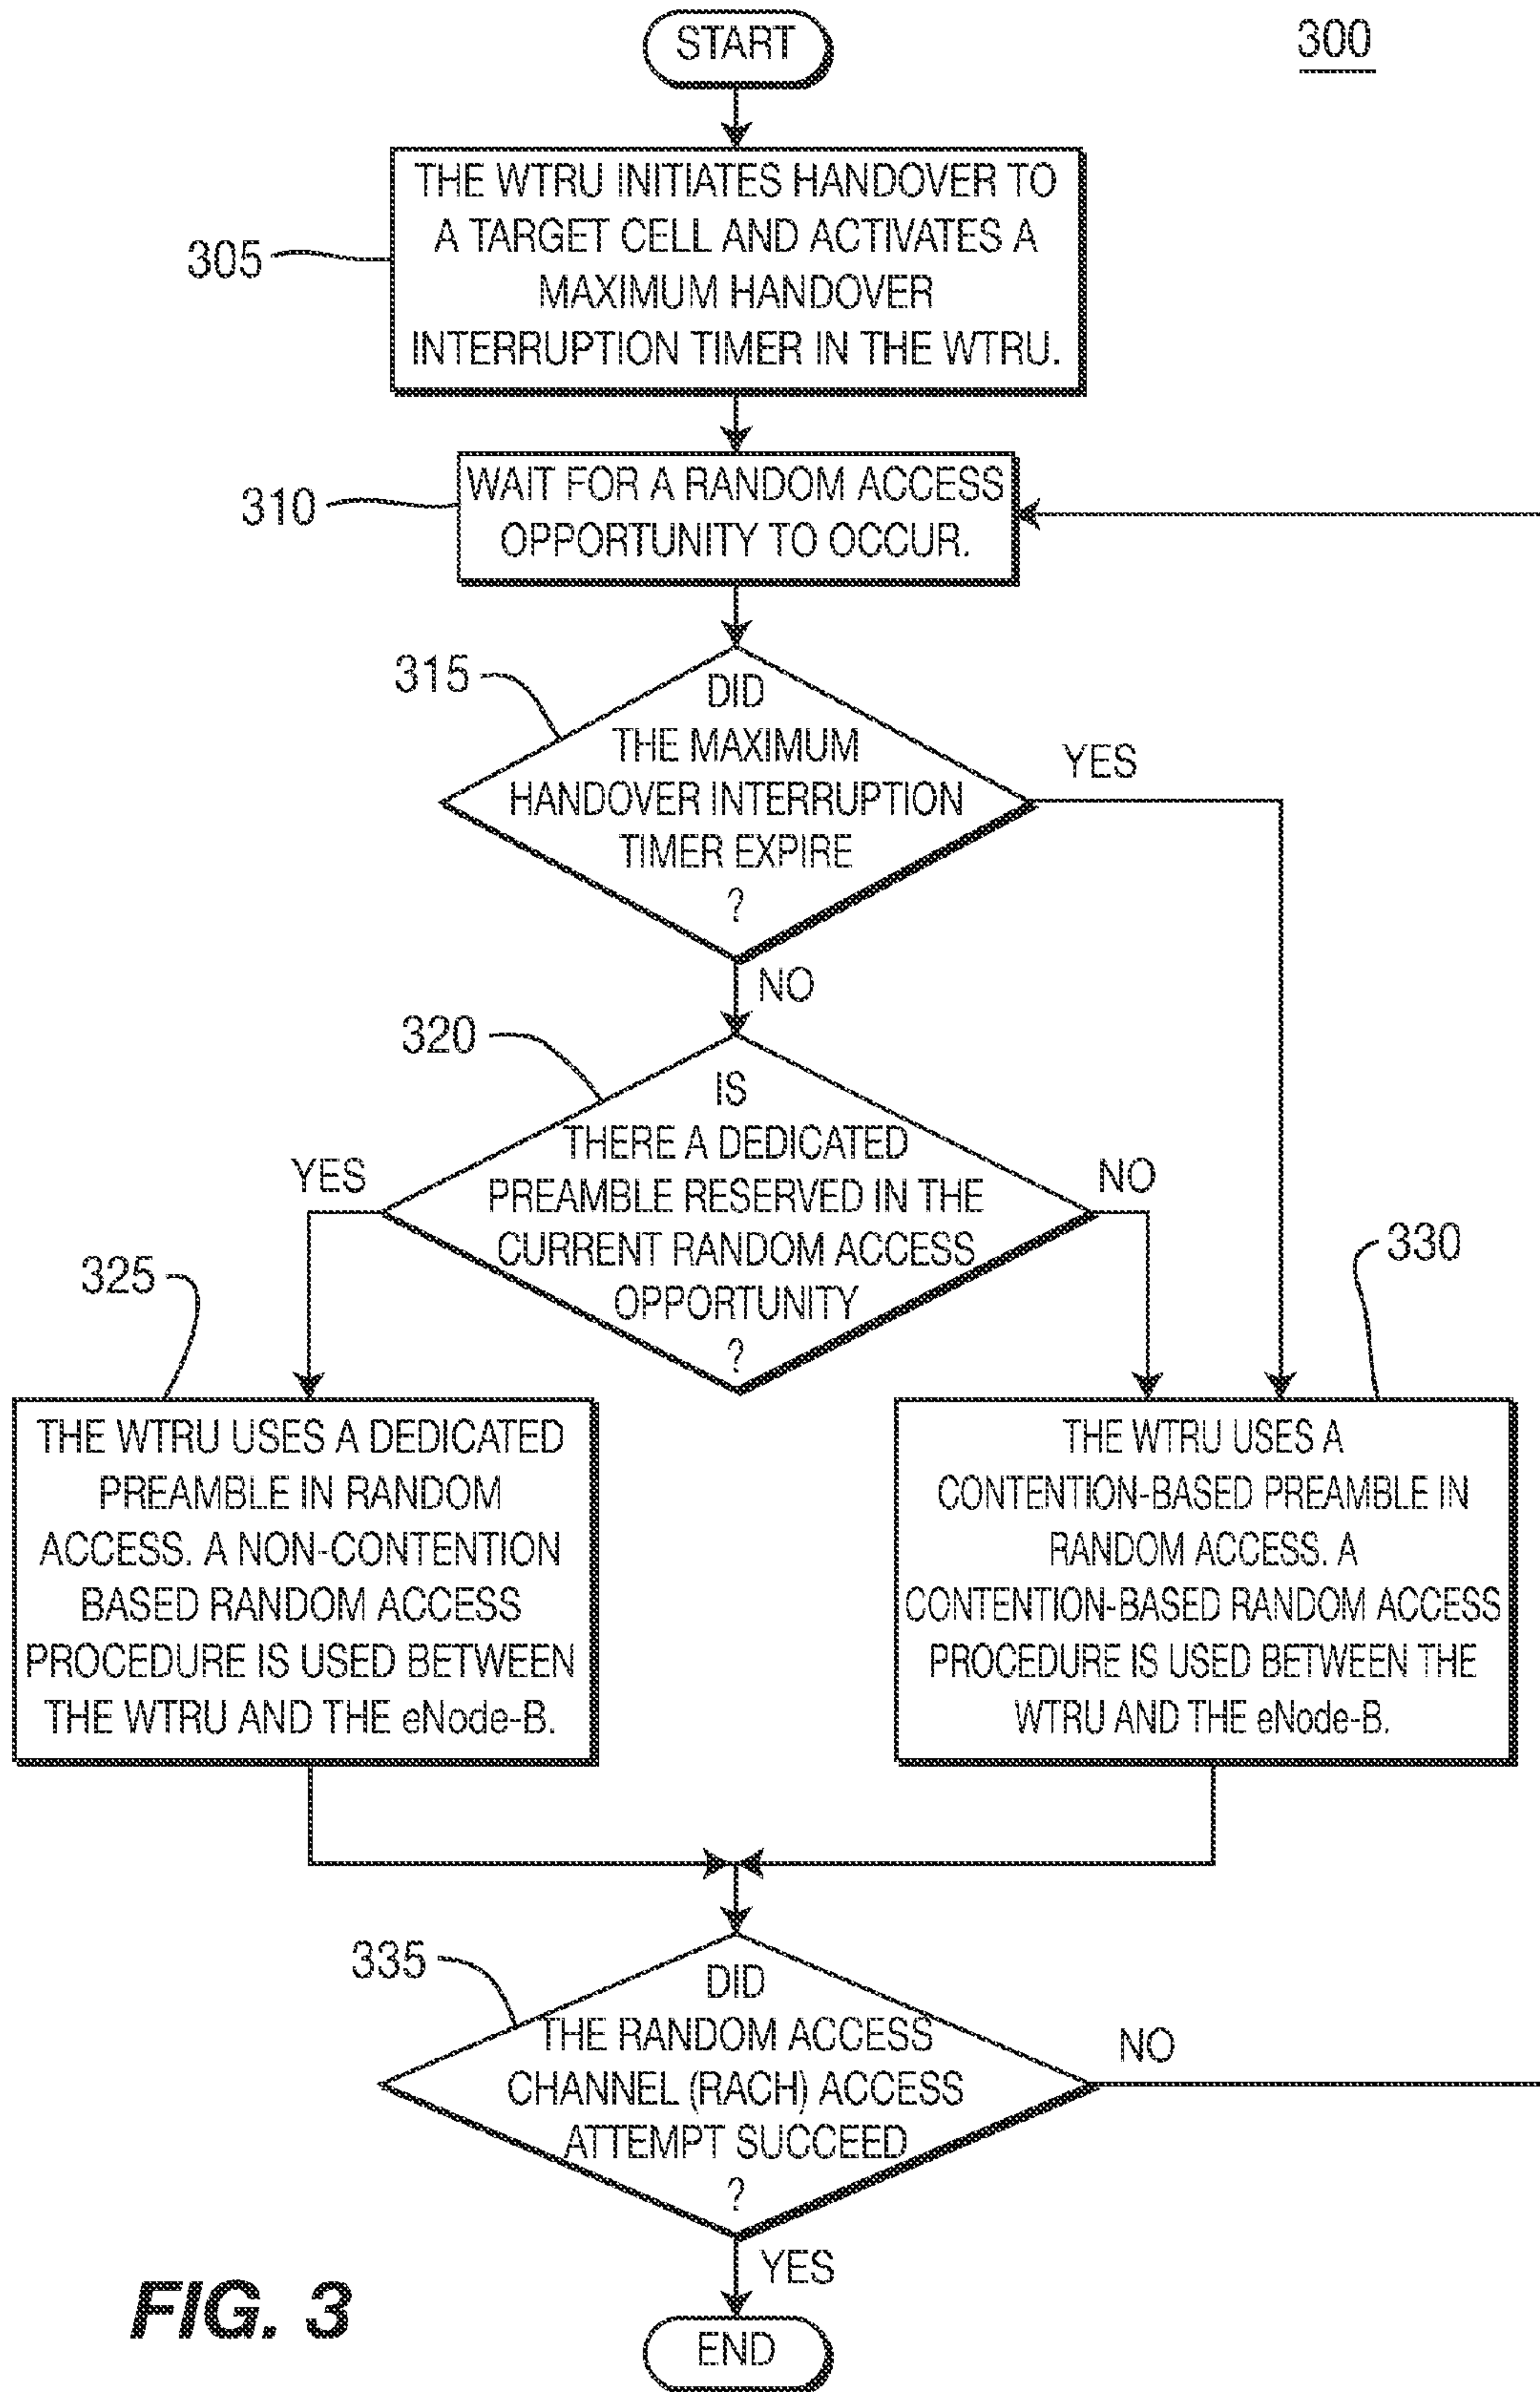 START
300
THE WTRU INITIATES HANDOVER TO
A TARGET CELL AND ACTIVATES A
MAXIMUM HANDOVER
INTERRUPTION TIMER IN THE WTRU.
305
WAIT FOR A RANDOM ACCESS
OPPORTUNITY TO OCCUR.
310
315
DID
THE MAXIMUM
HANDOVER INTERRUPTION
TIMER EXPIRE
?
YES
NO
320
IS
THERE A DEDICATED
PREAMBLE RESERVED IN THE
CURRENT RANDOM ACCESS
OPPORTUNITY
?
YES
NO
325
330
THE WTRU USES A DEDICATED
PREAMBLE IN RANDOM
ACCESS. A NON-CONTENTION
BASED RANDOM ACCESS
PROCEDURE IS USED BETWEEN
THE WTRU AND THE eNode-B.
THE WTRU USES A
CONTENTION-BASED PREAMBLE IN
RANDOM ACCESS. A
CONTENTION-BASED RANDOM ACCESS
PROCEDURE IS USED BETWEEN THE
WTRU AND THE eNode-B.
335
DID
THE RANDOM ACCESS
CHANNEL (RACH) ACCESS
ATTEMPT SUCCEED
?
NO
YES
END
FIG. 3